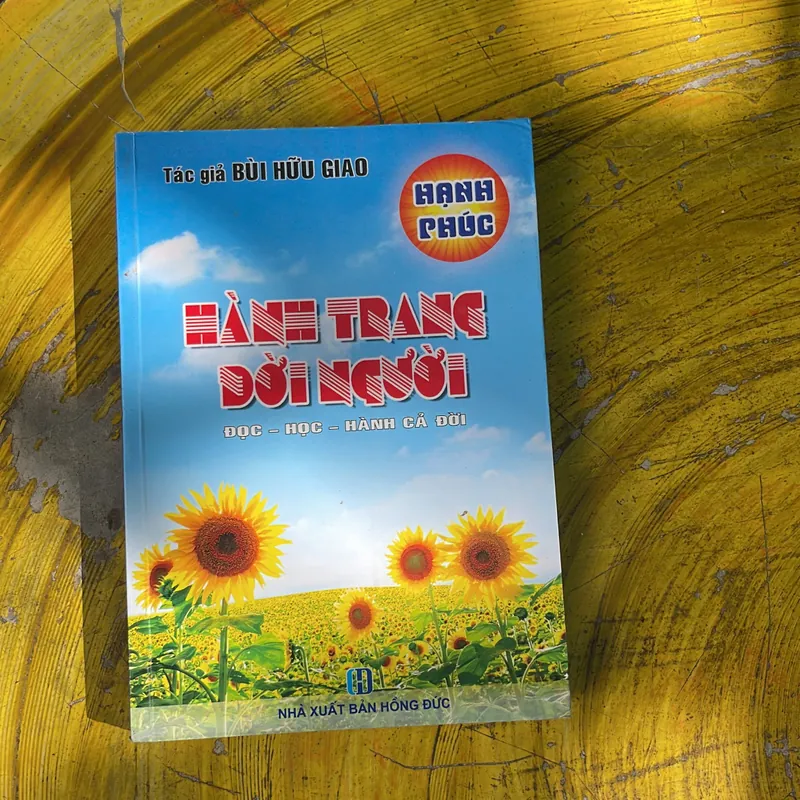 Tác giả BÙI HỮU GIAO
HẠNH
PHÚC
HÀNH TRANG
ĐỜI NGƯỜI
ĐỌC – HỌC – HÀNH CẢ ĐỜI
NHÀ XUẤT BẢN HỒNG ĐỨC